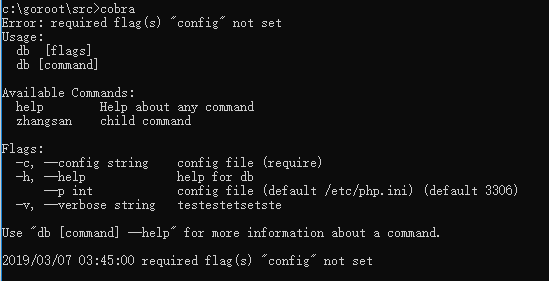 c:\goroot\src>cobra
Error: required flag(s) "config" not set
Usage:
  db  [flags]
  db [command]

Available Commands:
  help        Help about any command
  zhangsan    child command

Flags:
  -c, --config string    config file (require)
  -h, --help             help for db
      --p int            config file (default /etc/php.ini) (default 3306)
  -v, --verbose string   testestetsetste

Use "db [command] --help" for more information about a command.

2019/03/07 03:45:00 required flag(s) "config" not set